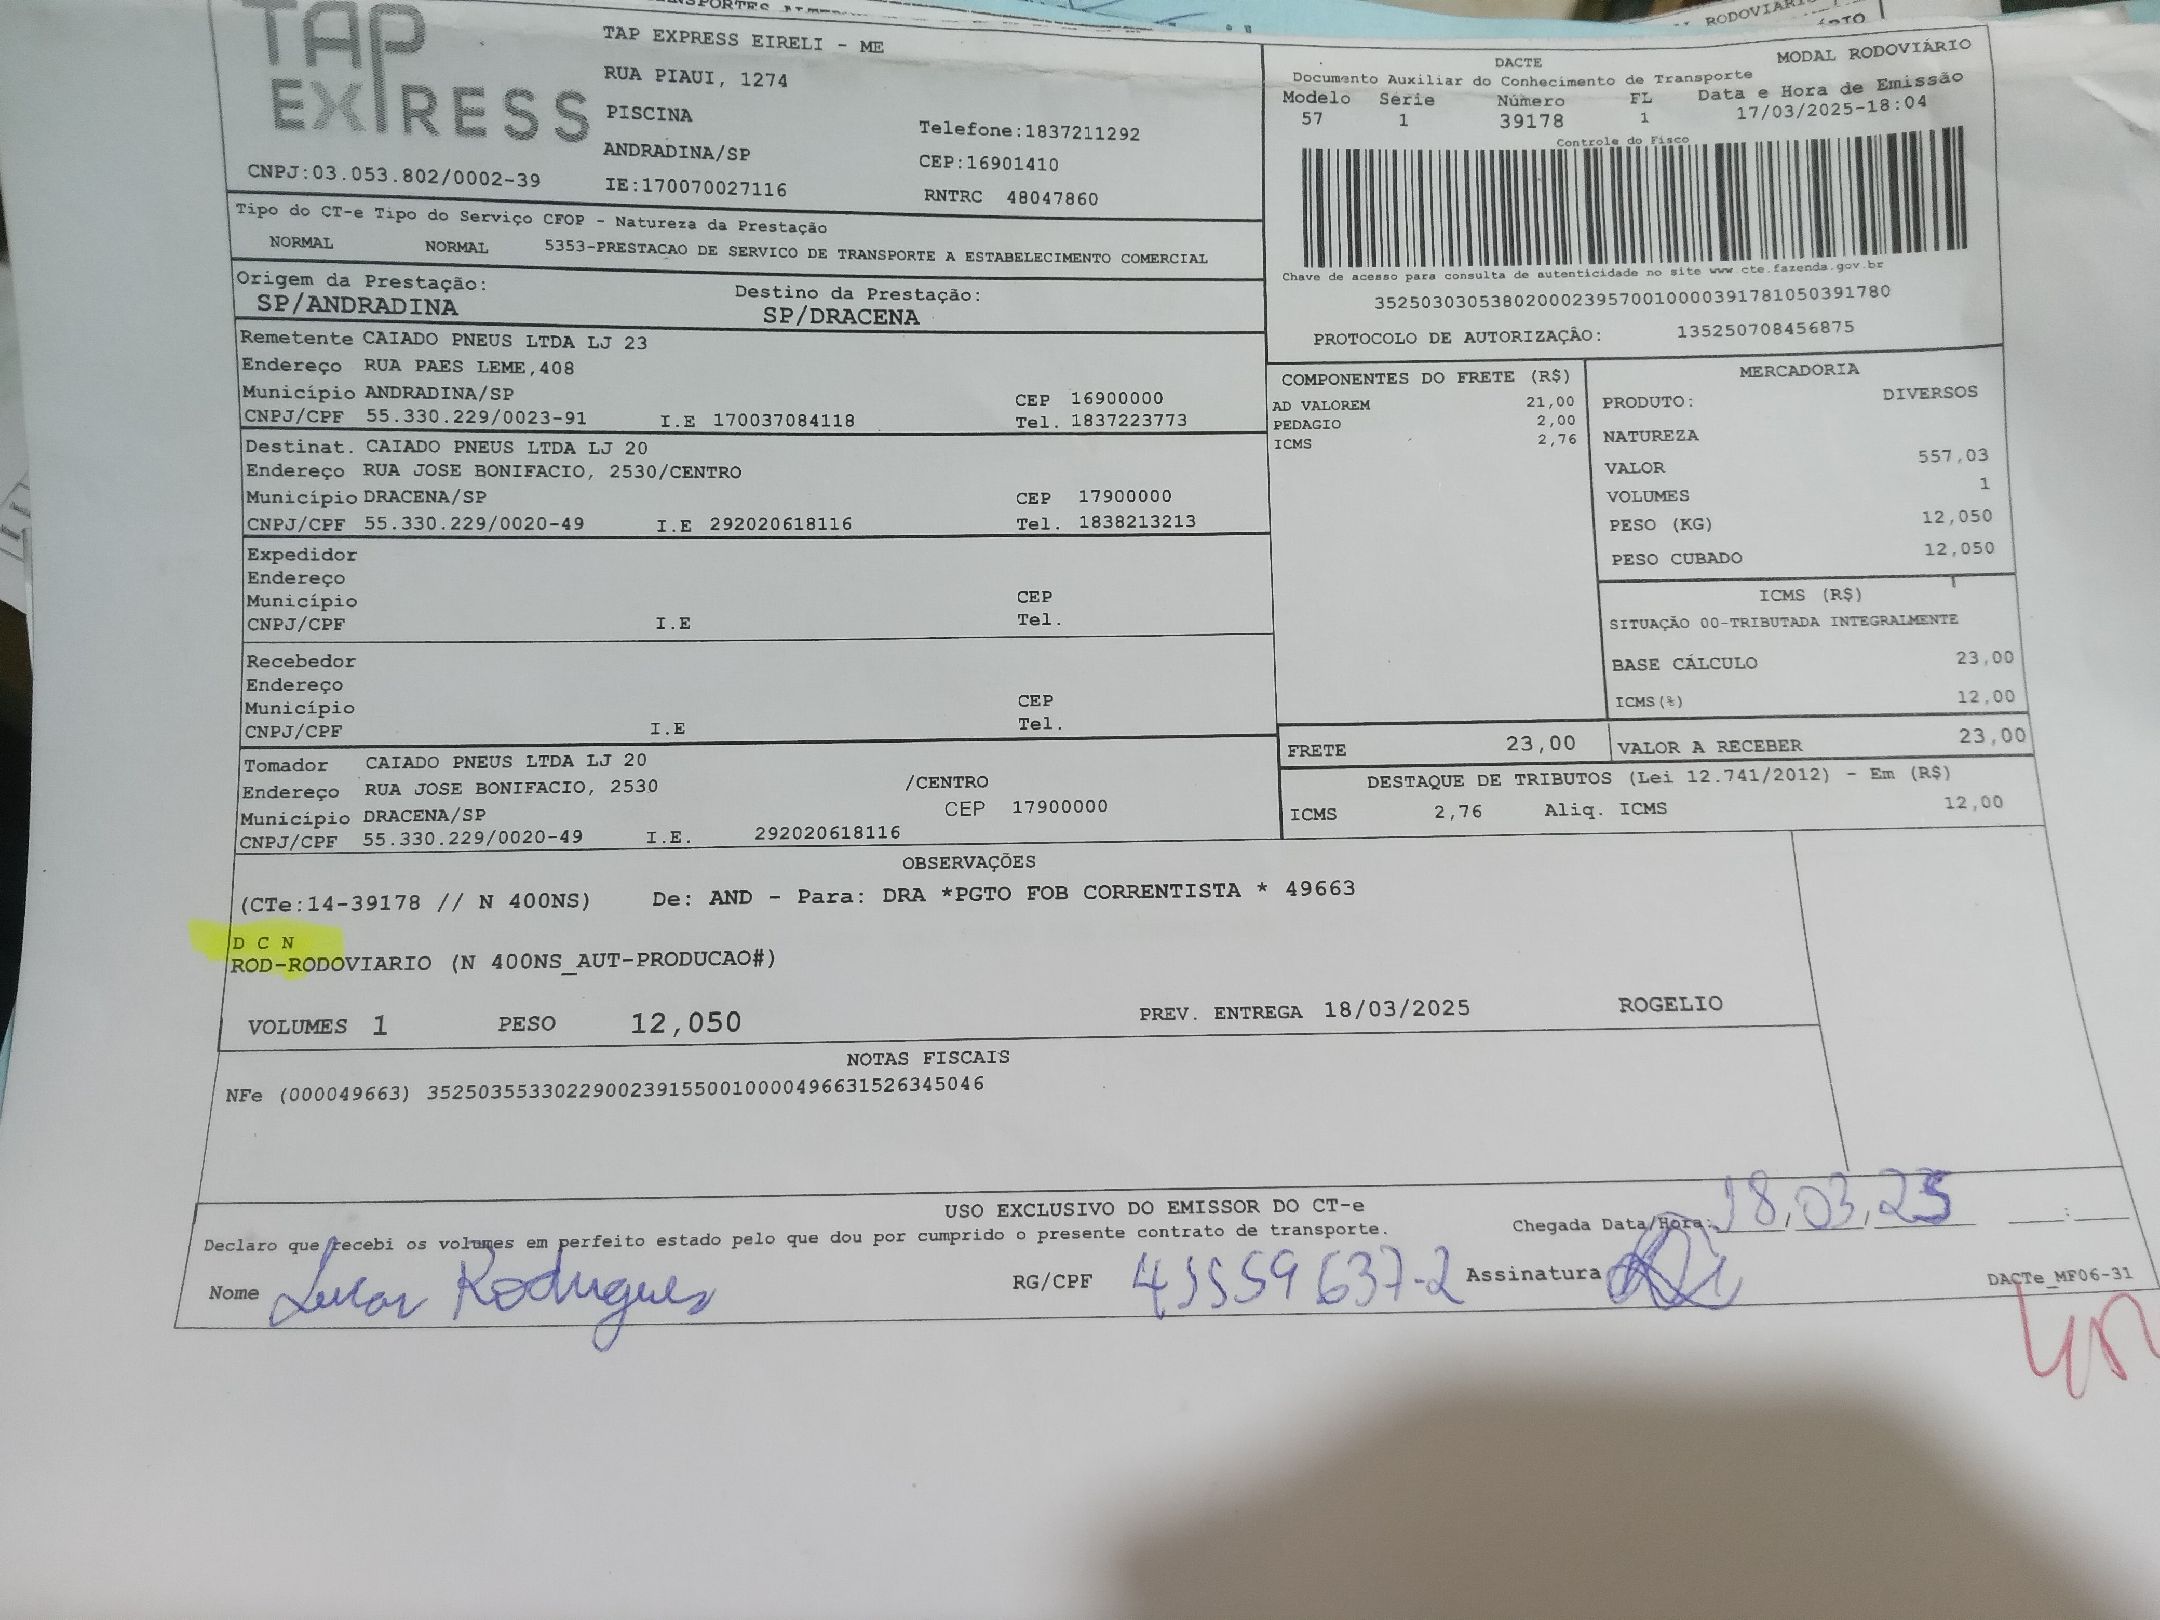 TAP
EXPRESS
CNPJ:03.053.802/0002-39
TAP EXPRESS EIRELI - ME
RUA PIAUI, 1274
PISCINA
ANDRADINA/SP
IE:170070027116
Telefone:1837211292
CEP:16901410
RNTRC 48047860
DACTE
MODAL RODOVIÁRIO
Documento Auxiliar do Conhecimento de Transporte
Modelo Série Número FL Data e Hora de Emissão
57 1 39178 1 17/03/2025-18:04
Controle do Fisco
Chave de acesso para consulta de autenticidade no site www.cte.fazenda.gov.br
35250303053802000239570010000391781050391780
PROTOCOLO DE AUTORIZAÇÃO: 135250708456875
Tipo do CT-e Tipo do Serviço CFOP - Natureza da Prestação
NORMAL NORMAL 5353-PRESTACAO DE SERVICO DE TRANSPORTE A ESTABELECIMENTO COMERCIAL
Origem da Prestação: Destino da Prestação:
SP/ANDRADINA SP/DRACENA
Remetente CAIADO PNEUS LTDA LJ 23
Endereço RUA PAES LEME,408
Município ANDRADINA/SP CEP 16900000
CNPJ/CPF 55.330.229/0023-91 I.E 170037084118 Tel. 1837223773
Destinat. CAIADO PNEUS LTDA LJ 20
Endereço RUA JOSE BONIFACIO, 2530/CENTRO
Município DRACENA/SP CEP 17900000
CNPJ/CPF 55.330.229/0020-49 I.E 292020618116 Tel. 1838213213
Expedidor
Endereço
Município CEP
CNPJ/CPF I.E Tel.
Recebedor
Endereço
Município CEP
CNPJ/CPF I.E Tel.
Tomador CAIADO PNEUS LTDA LJ 20
Endereço RUA JOSE BONIFACIO, 2530 /CENTRO
Município DRACENA/SP CEP 17900000
CNPJ/CPF 55.330.229/0020-49 I.E. 292020618116
COMPONENTES DO FRETE (R$)
AD VALOREM 21,00
PEDAGIO 2,00
ICMS 2,76
MERCADORIA
PRODUTO: DIVERSOS
NATUREZA
VALOR 557,03
VOLUMES 1
PESO (KG) 12,050
PESO CUBADO 12,050
ICMS (R$)
SITUAÇÃO 00-TRIBUTADA INTEGRALMENTE
BASE CÁLCULO 23,00
ICMS(%) 12,00
FRETE 23,00 VALOR A RECEBER 23,00
DESTAQUE DE TRIBUTOS (Lei 12.741/2012) - Em (R$)
ICMS 2,76 Aliq. ICMS 12,00
OBSERVAÇÕES
(CTe:14-39178 // N 400NS) De: AND - Para: DRA *PGTO FOB CORRENTISTA * 49663
D C N
ROD-RODOVIARIO (N 400NS_AUT-PRODUCAO#)
VOLUMES 1 PESO 12,050 PREV. ENTREGA 18/03/2025 ROGELIO
NOTAS FISCAIS
NFe (000049663) 35250355330229002391550010000496631526345046
USO EXCLUSIVO DO EMISSOR DO CT-e
Declaro que recebi os volumes em perfeito estado pelo que dou por cumprido o presente contrato de transporte.
Chegada Data/Hora: 18/03/25 :
Nome Rodrigues RG/CPF Assinatura
DACTe_MF06-31